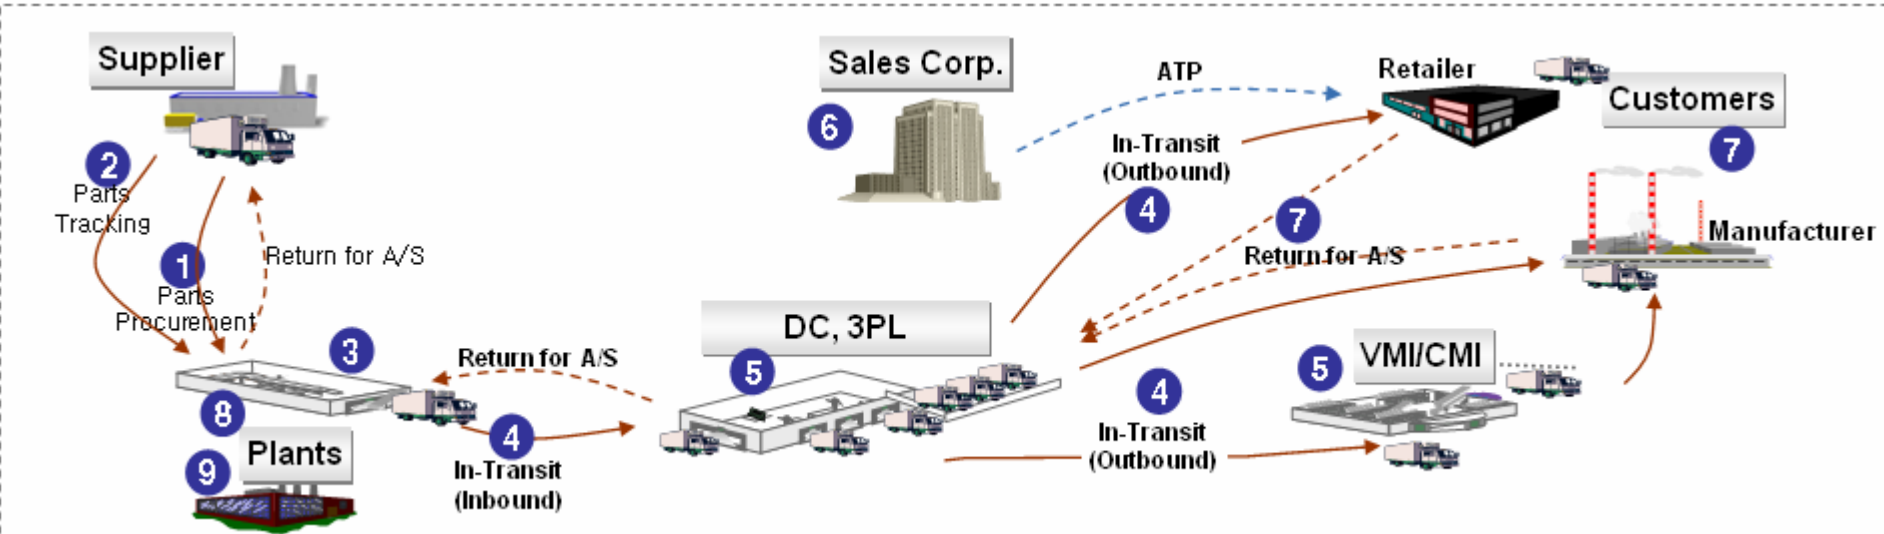 Supplier
Sales Corp.
ATP
Retailer
Customers
6
7
2
Parts
Tracking
In-Transit
(Outbound)
4
7
Manufacturer
Return for A/S
1
Return for A/S
Parts
Procurement
DC, 3PL
3
Return for A/S
5
5
VMI/CMI
4
8
4
In-Transit
(Outbound)
Plants
9
In-Transit
(Inbound)